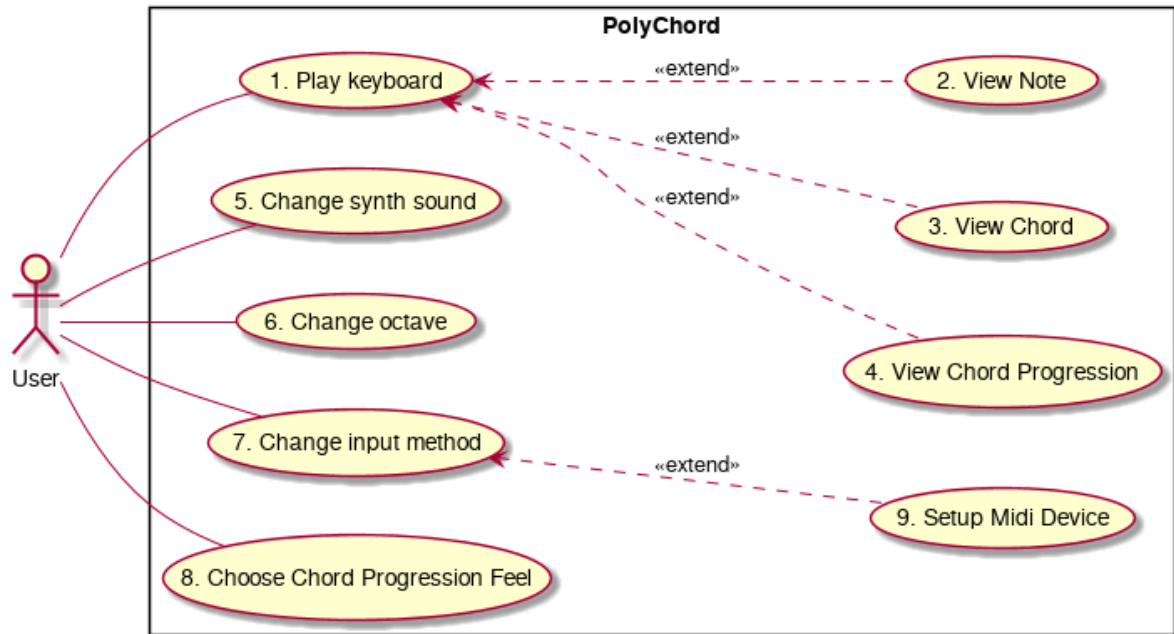 PolyChord
1. Play keyboard
«extend»
2. View Note
«extend»
5. Change synth sound
«extend»
3. View Chord
6. Change octave
User
4. View Chord Progression
7. Change input method
«extend»
9. Setup Midi Device
8. Choose Chord Progression Feel